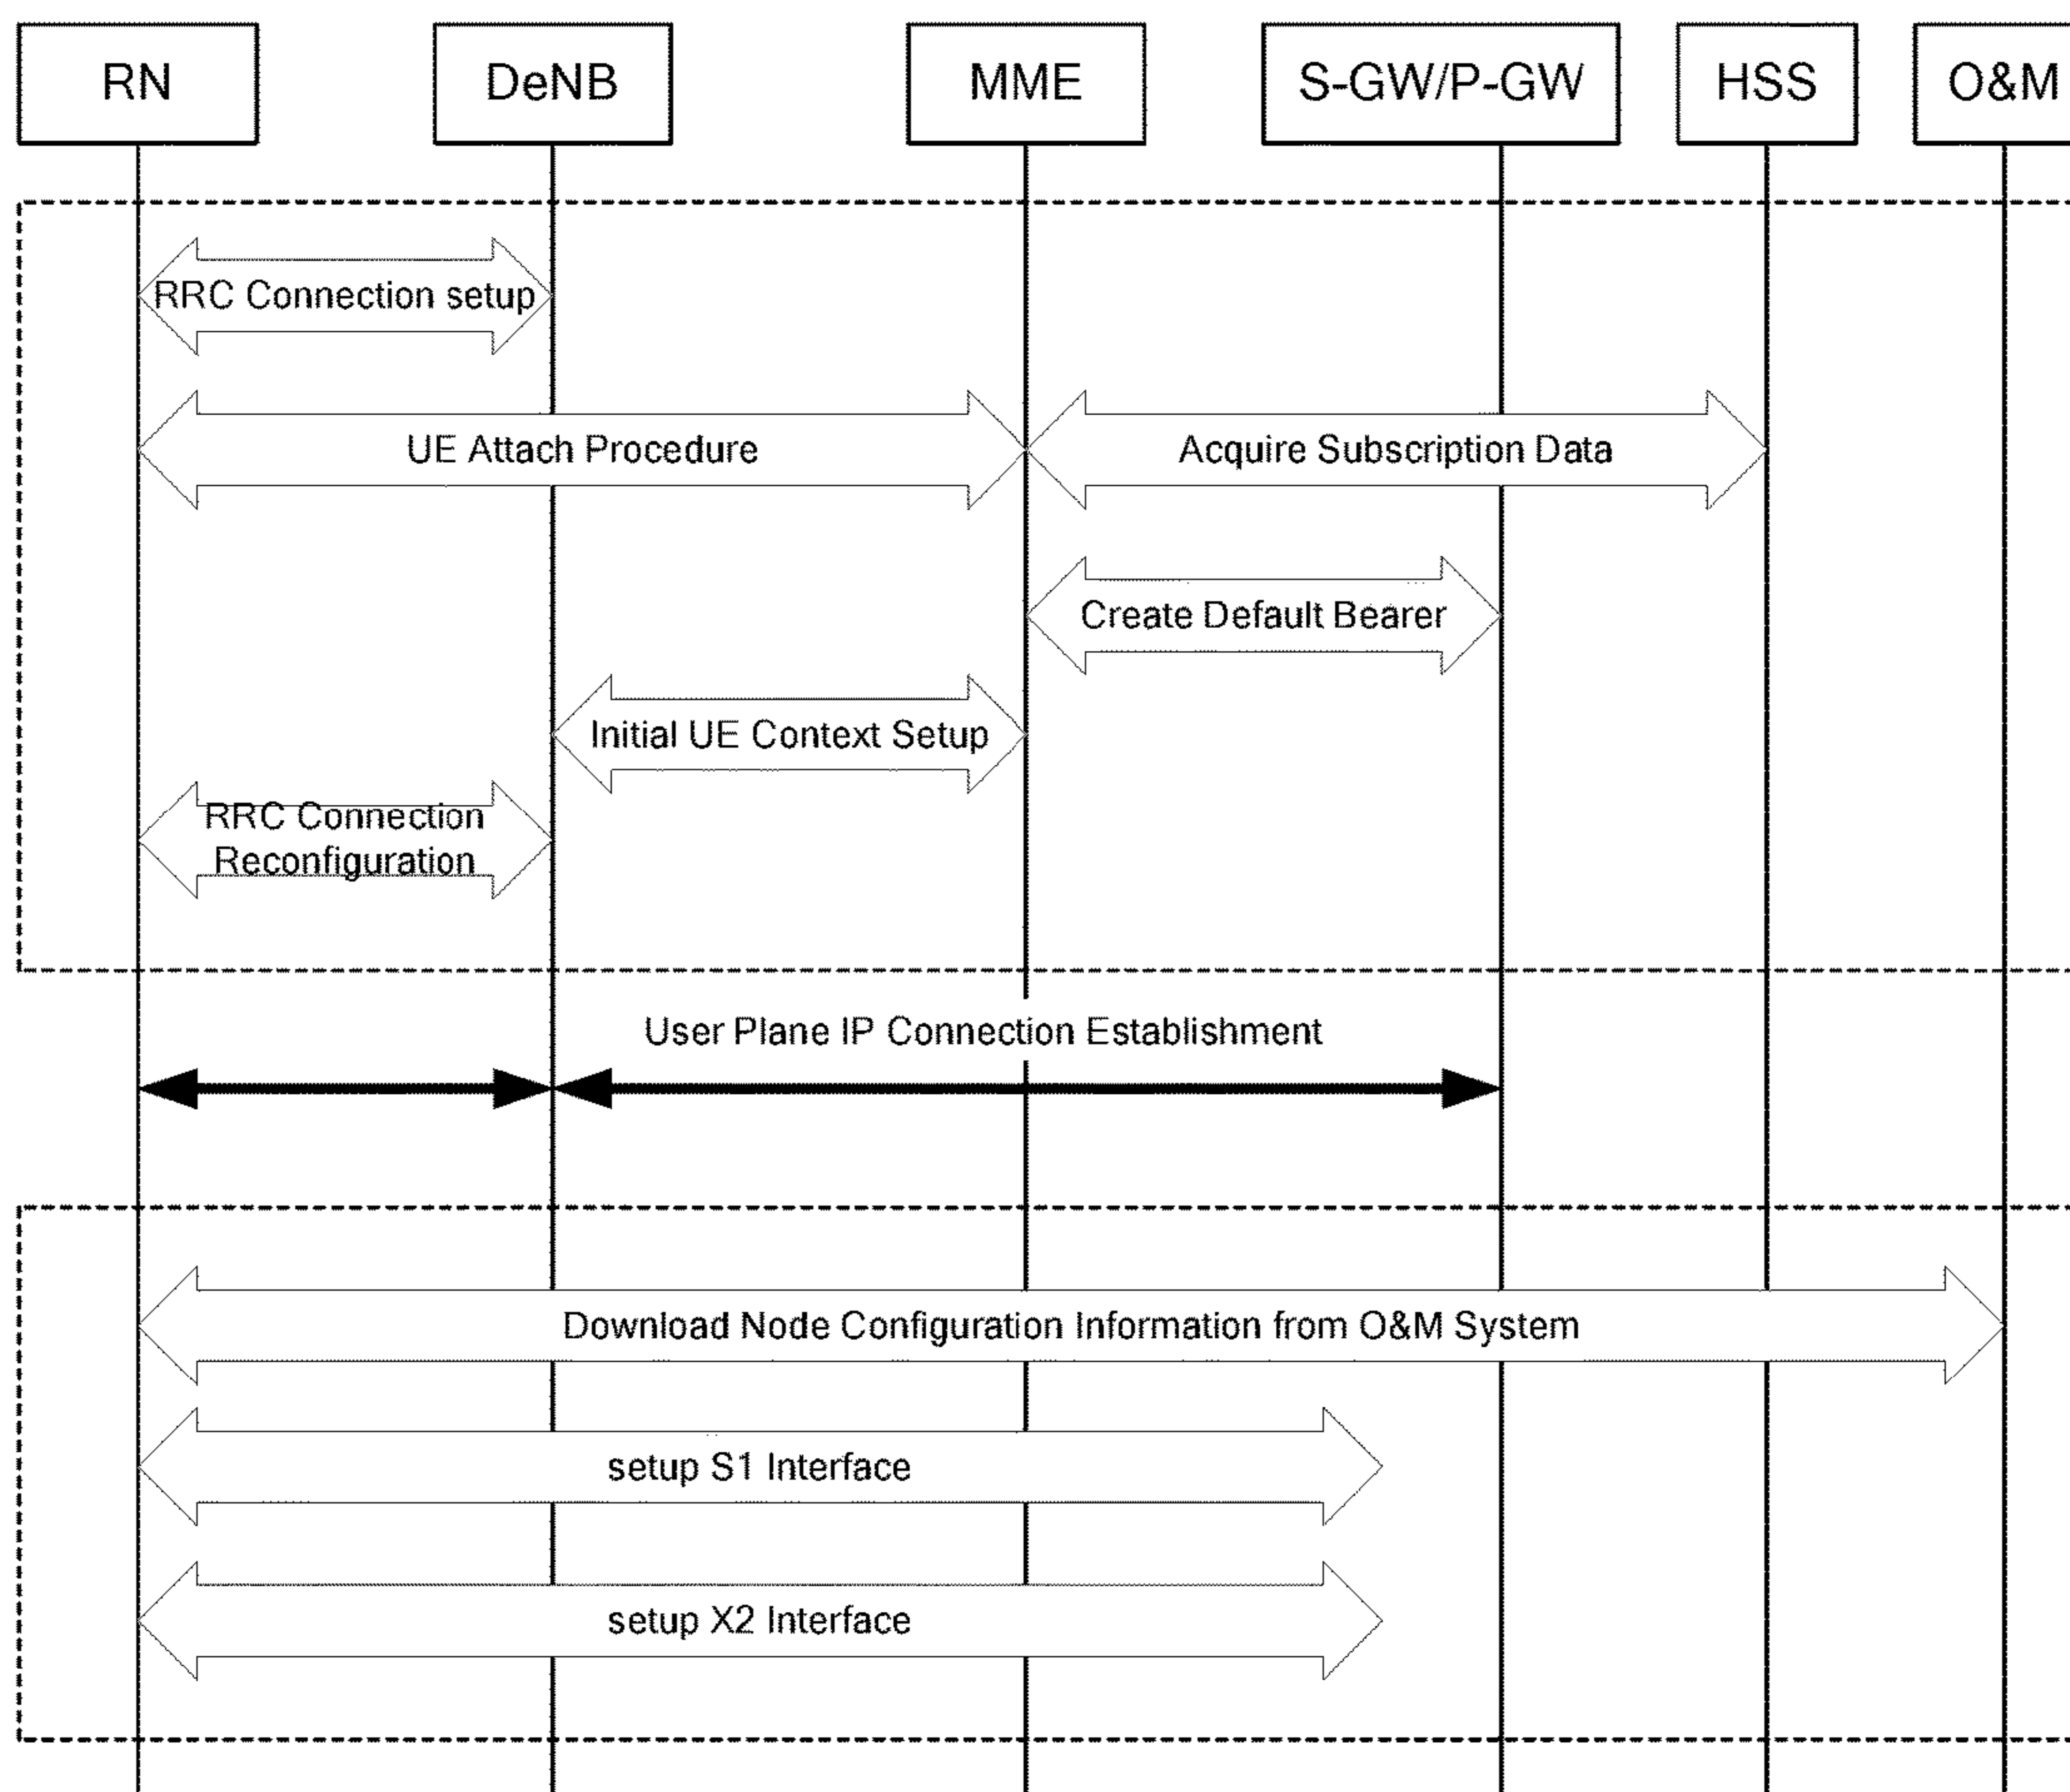 RN DeNB MME S-GW/P-GW HSS O&M
RRC Connection setup
UE Attach Procedure Acquire Subscription Data
Create Default Bearer
Initial UE Context Setup
RRC Connection
Reconfiguration
User Plane IP Connection Establishment
Download Node Configuration Information from O&M System
setup S1 Interface
setup X2 Interface